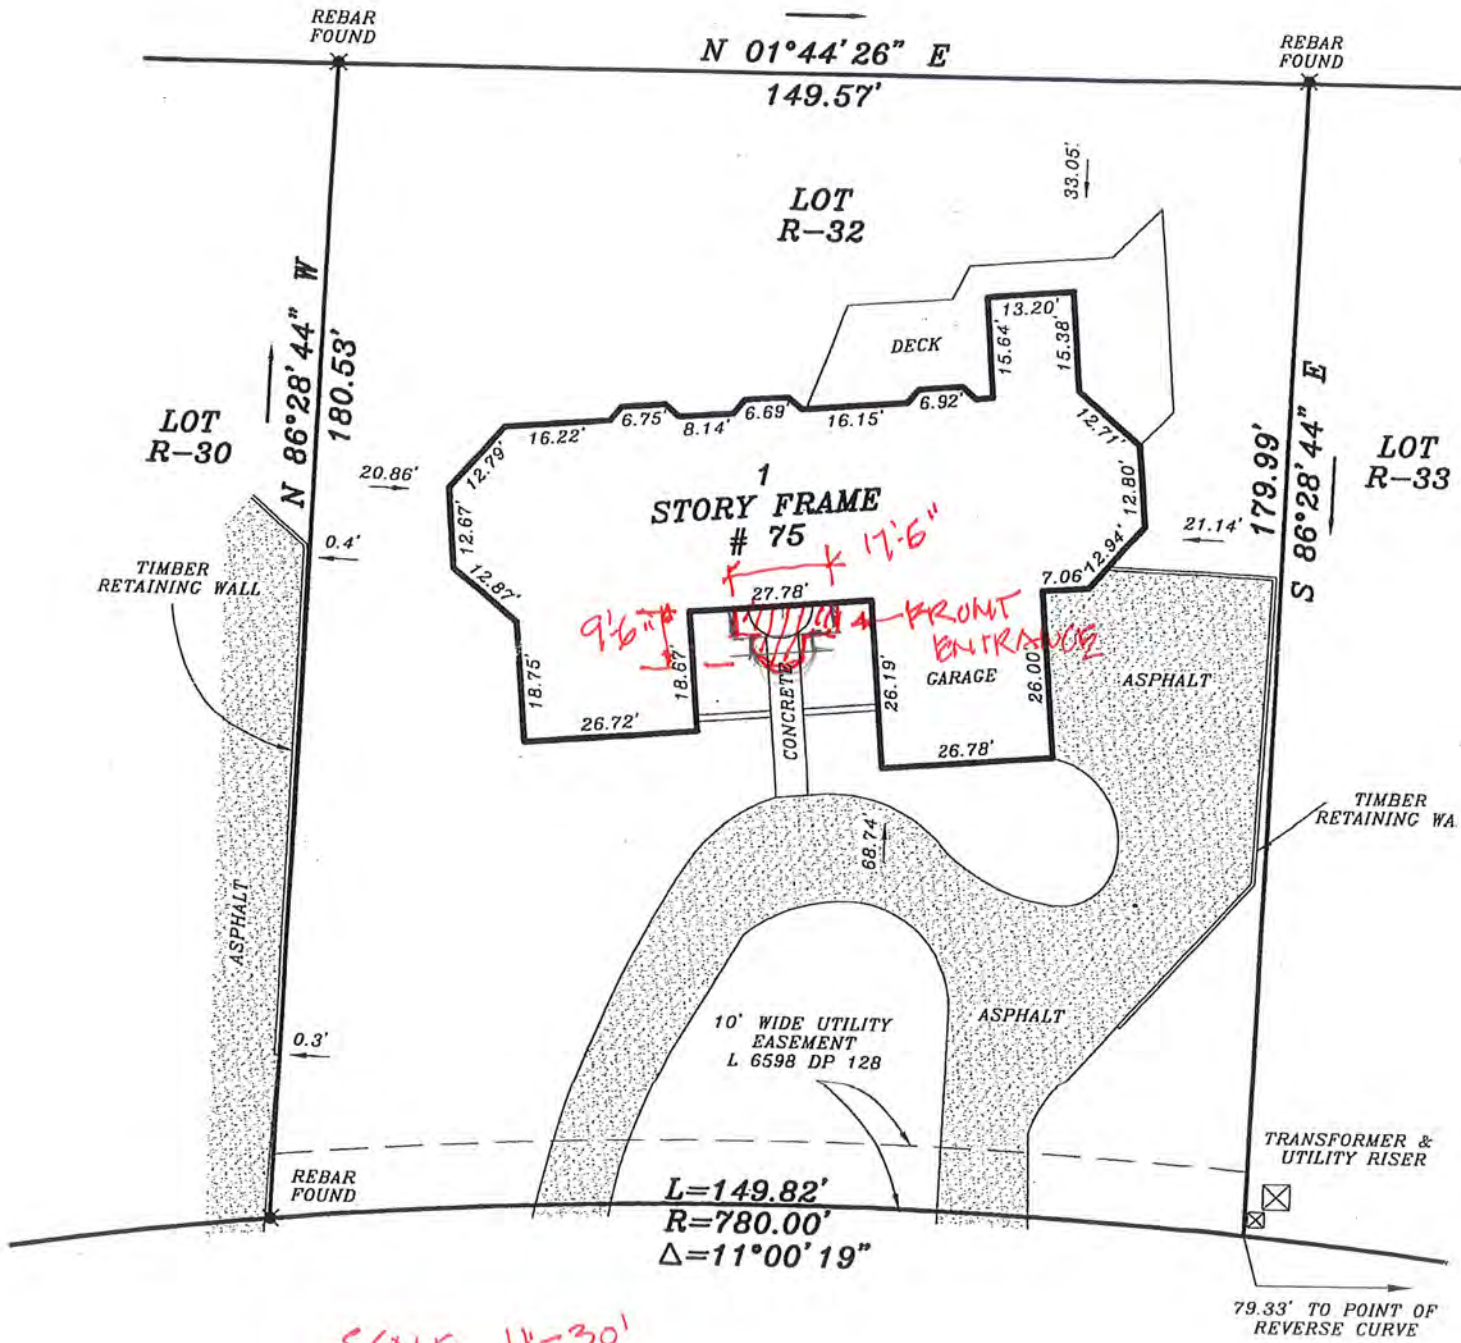 REBAR
FOUND
N 01°44'26" E
149.57'
REBAR
FOUND
33.05'
LOT
R-32
N 86°28'44" W
180.53'
LOT
R-30
DECK
13.20'
15.64'
15.38'
16.22'
6.75'
8.14'
6.69'
16.15'
6.92'
12.71'
12.79'
12.80'
179.99'
S 86°28'44" E
LOT
R-33
20.86'
1
STORY FRAME
# 75
17'-6"
12.67'
21.14'
12.94'
0.4'
TIMBER
RETAINING WALL
12.87'
27.78'
7.06'
9'-6"
FRONT
ENTRANCE
18.75'
18.67'
26.19'
GARAGE
26.00'
ASPHALT
26.72'
CONCRETE
26.78'
TIMBER
RETAINING WA
68.74'
ASPHALT
10' WIDE UTILITY
EASEMENT
L 6598 DP 128
ASPHALT
0.3'
TRANSFORMER &
UTILITY RISER
REBAR
FOUND
L=149.82'
R=780.00'
Δ=11°00'19"
79.33' TO POINT OF
REVERSE CURVE
1"=30'